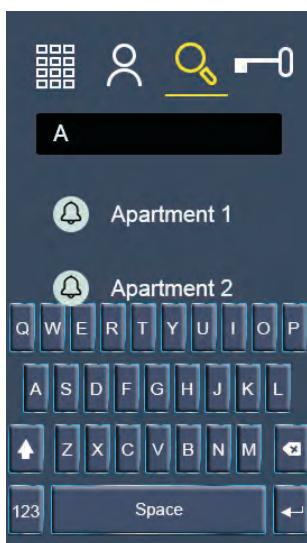 A
Apartment 1
Apartment 2
Q W E R T Y U I O P
A S D F G H J K L
Z X C V B N M
123 Space